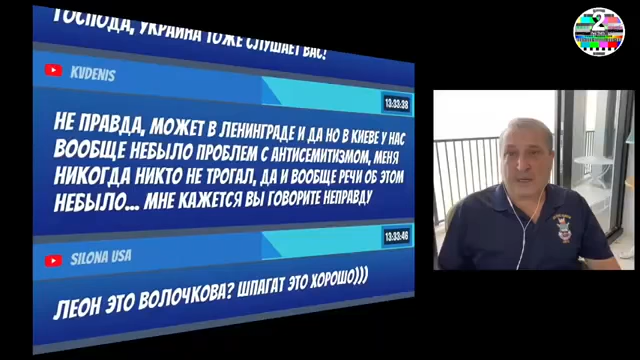 ГОСПОДА, УКРАИНА ТОЖЕ СЛУШАЕТ ВАС!
KVDENIS
13:33:38
НЕ ПРАВДА, МОЖЕТ В ЛЕНИНГРАДЕ И ДА НО В КИЕВЕ У НАС
ВООБЩЕ НЕБЫЛО ПРОБЛЕМ С АНТИСЕМИТИЗМОМ, МЕНЯ
НИКОГДА НИКТО НЕ ТРОГАЛ, ДА И ВООБЩЕ РЕЧИ ОБ ЭТОМ
НЕБЫЛО... МНЕ КАЖЕТСЯ ВЫ ГОВОРИТЕ НЕПРАВДУ
SILONA USA
13:33:46
ЛЕОН ЭТО ВОЛОЧКОВА? ШПАГАТ ЭТО ХОРОШО)))
2